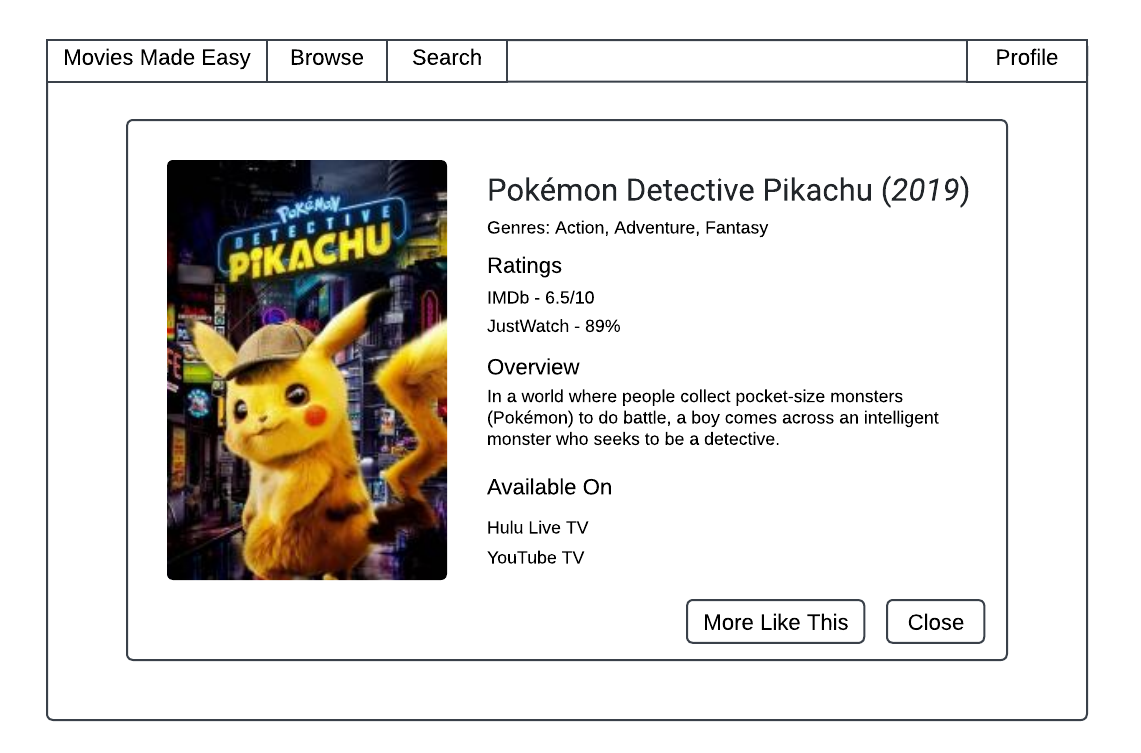 Movies Made Easy
Browse
Search
Profile
POKÉMON
DETECTIVE
PIKACHU
Pokémon Detective Pikachu (2019)
Genres: Action, Adventure, Fantasy
Ratings
IMDb - 6.5/10
JustWatch - 89%
Overview
In a world where people collect pocket-size monsters
(Pokémon) to do battle, a boy comes across an intelligent
monster who seeks to be a detective.
Available On
Hulu Live TV
YouTube TV
More Like This
Close